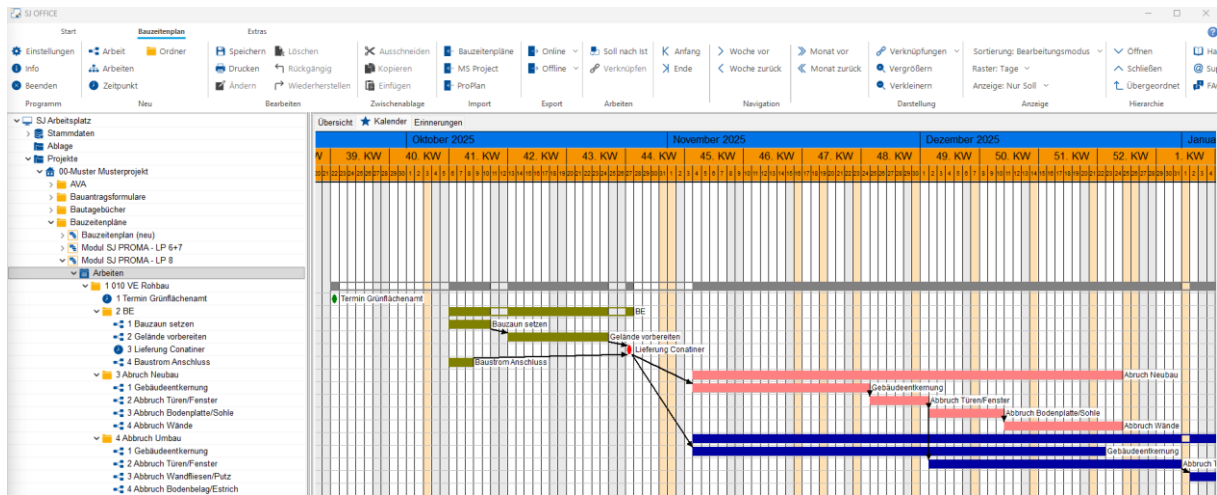 SJ OFFICE
Start Bauzeitenplan Extras
Einstellungen Arbeit Ordner Speichern Löschen Ausschneiden Bauzeitenpläne Online Soll nach Ist Anfang Woche vor Monat vor Verknüpfungen Sortierung: Bearbeitungsmodus Öffnen
Info Arbeiten Drucken Rückgängig Kopieren MS Project Offline Verknüpfen Ende Woche zurück Monat zurück Vergrößern Raster: Tage Schließen
Beenden Zeitpunkt Ändern Wiederherstellen Einfügen ProPlan Verkleinern Anzeige: Nur Soll Übergeordnet
Programm Neu Bearbeiten Zwischenablage Import Export Arbeiten Navigation Darstellung Anzeige Hierarchie
SJ Arbeitsplatz
Stammdaten
Ablage
Projekte
00-Muster Musterprojekt
AVA
Bauantragsformulare
Bautagebücher
Bauzeitenpläne
Bauzeitenplan (neu)
Modul SJ PROMA - LP 6+7
Modul SJ PROMA - LP 8
Arbeiten
1 010 VE Rohbau
1 Termin Grünflächenamt
2 BE
1 Bauzaun setzen
2 Gelände vorbereiten
3 Lieferung Conatiner
4 Baustrom Anschluss
3 Abruch Neubau
1 Gebäudeentkernung
2 Abbruch Türen/Fenster
3 Abbruch Bodenplatte/Sohle
4 Abbruch Wände
4 Abbruch Umbau
1 Gebäudeentkernung
2 Abbruch Türen/Fenster
3 Abbruch Wandfliesen/Putz
4 Abbruch Bodenbelag/Estrich
Übersicht Kalender Erinnerungen
Oktober 2025 November 2025 Dezember 2025
39. KW 40. KW 41. KW 42. KW 43. KW 44. KW 45. KW 46. KW 47. KW 48. KW 49. KW 50. KW 51. KW 52. KW 1. KW
Termin Grünflächenamt
BE
Bauzaun setzen
Gelände vorbereiten
Lieferung Conatiner
Baustrom Anschluss
Abruch Neubau
Gebäudeentkernung
Abbruch Türen/Fenster
Abbruch Bodenplatte/Sohle
Abbruch Wände
Gebäudeentkernung
Abbruch